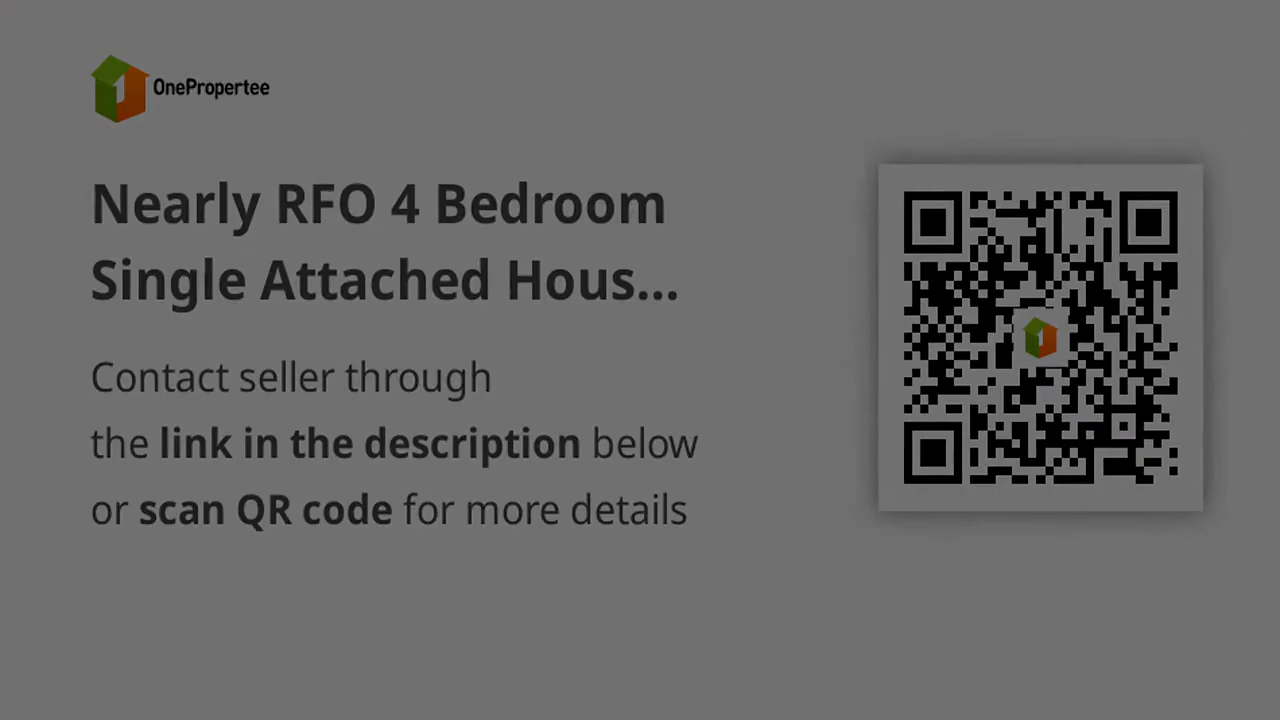 OnePropertee
Nearly RFO 4 Bedroom
Single Attached Hous...
Contact seller through
the link in the description below
or scan QR code for more details